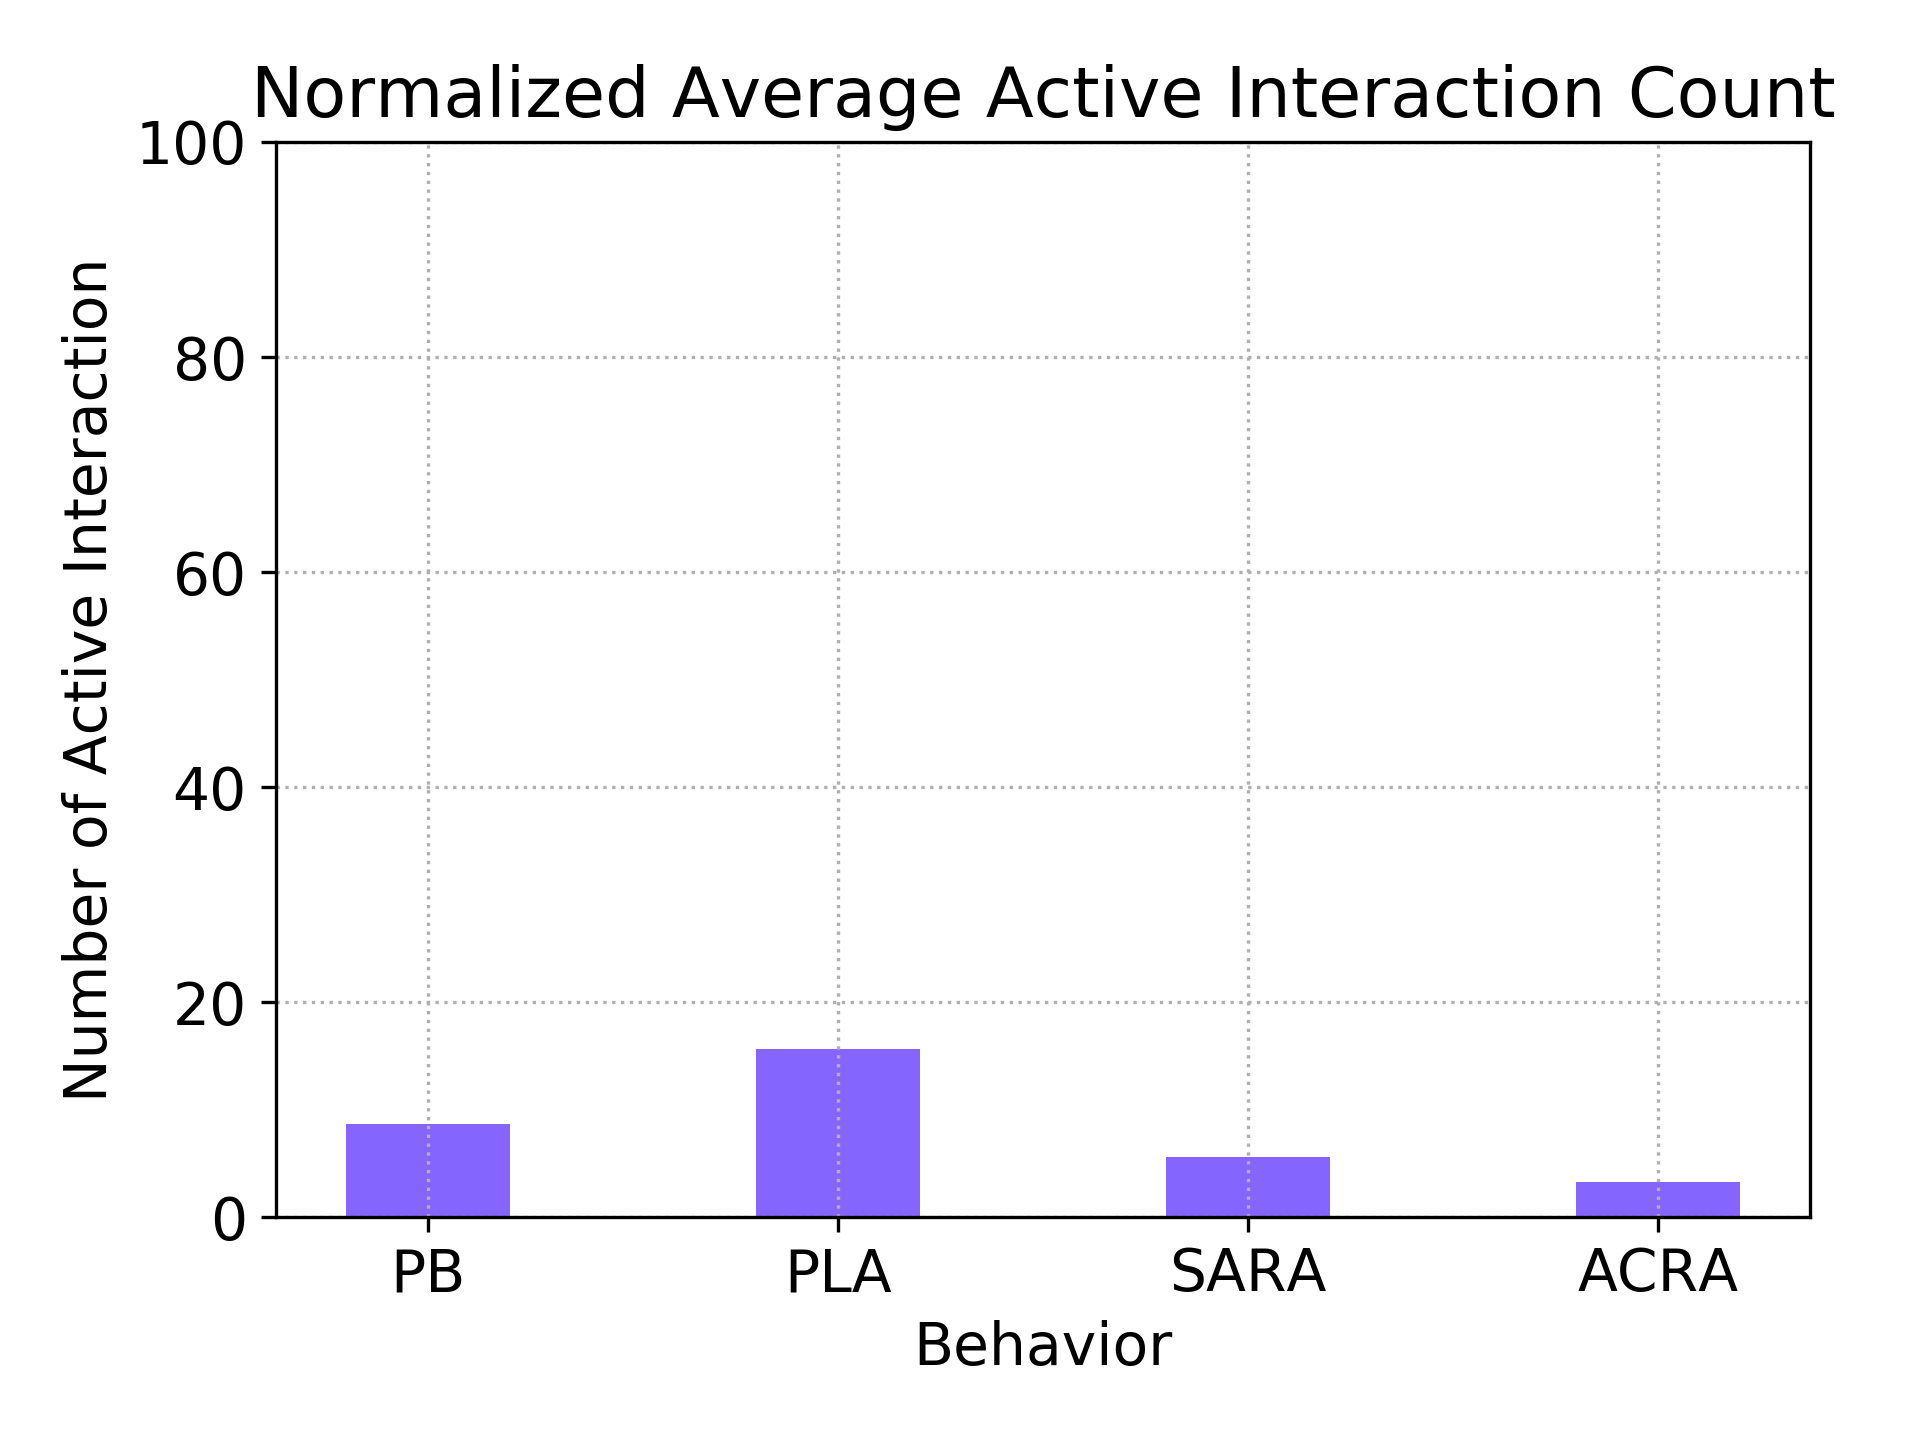 Normalized Average Active Interaction Count
100
80
60
40
20
0
Number of Active Interaction
PB PLA SARA ACRA
Behavior